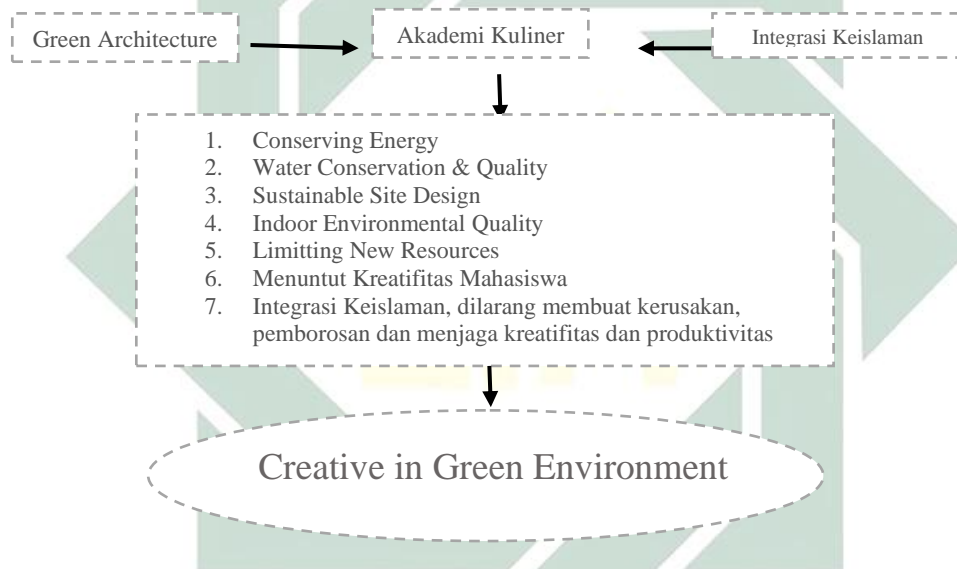 Green Architecture
Akademi Kuliner
Integrasi Keislaman
1. Conserving Energy
2. Water Conservation & Quality
3. Sustainable Site Design
4. Indoor Environmental Quality
5. Limitting New Resources
6. Menuntut Kreatifitas Mahasiswa
7. Integrasi Keislaman, dilarang membuat kerusakan,
pemborosan dan menjaga kreatifitas dan produktivitas
Creative in Green Environment